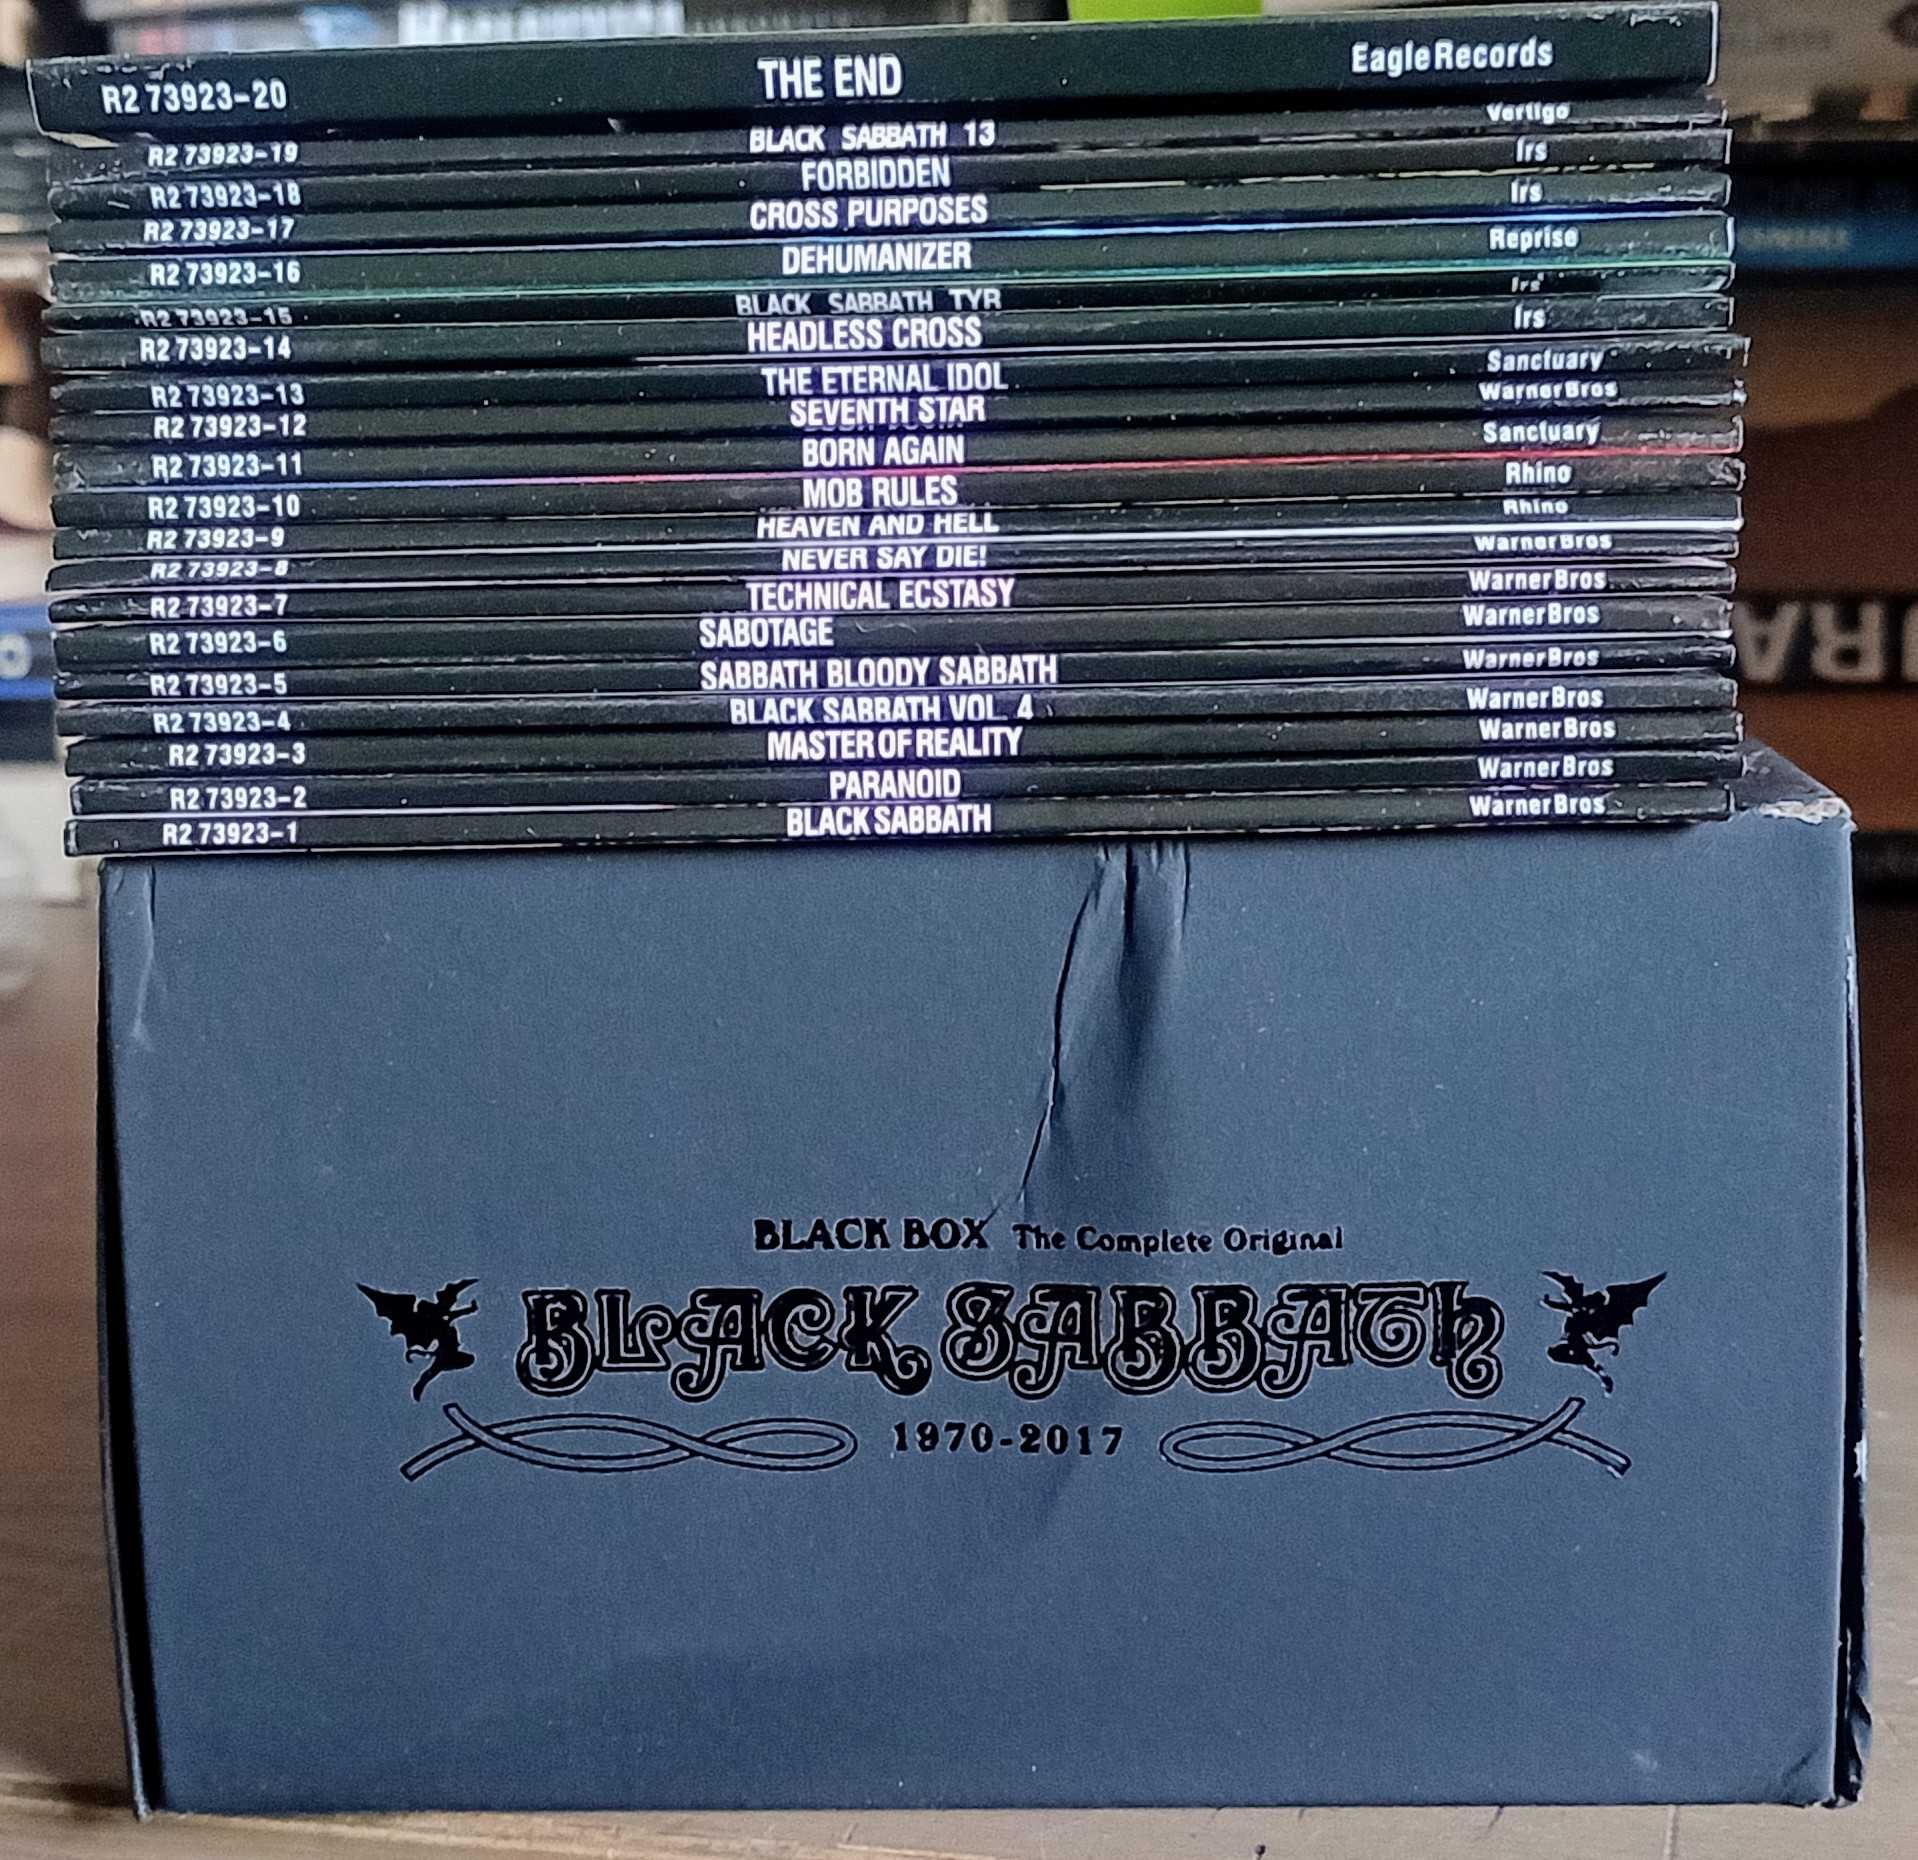 R2 73923-20 THE END EagleRecords
R2 73923-19 BLACK SABBATH 13 Vertigo
R2 73923-18 FORBIDDEN Irs
R2 73923-17 CROSS PURPOSES Irs
R2 73923-16 DEHUMANIZER Reprise
R2 73923-15 BLACK SABBATH TYR Irs
R2 73923-14 HEADLESS CROSS Irs
R2 73923-13 THE ETERNAL IDOL Sanctuary
R2 73923-12 SEVENTH STAR WarnerBros
R2 73923-11 BORN AGAIN Sanctuary
R2 73923-10 MOB RULES Rhino
R2 73923-9 HEAVEN AND HELL Rhino
R2 73923-8 NEVER SAY DIE! WarnerBros
R2 73923-7 TECHNICAL ECSTASY WarnerBros
R2 73923-6 SABOTAGE WarnerBros
R2 73923-5 SABBATH BLOODY SABBATH WarnerBros
R2 73923-4 BLACK SABBATH VOL. 4 WarnerBros
R2 73923-3 MASTER OF REALITY WarnerBros
R2 73923-2 PARANOID WarnerBros
R2 73923-1 BLACK SABBATH WarnerBros
BLACK BOX The Complete Original
BLACK SABBATH
1970-2017